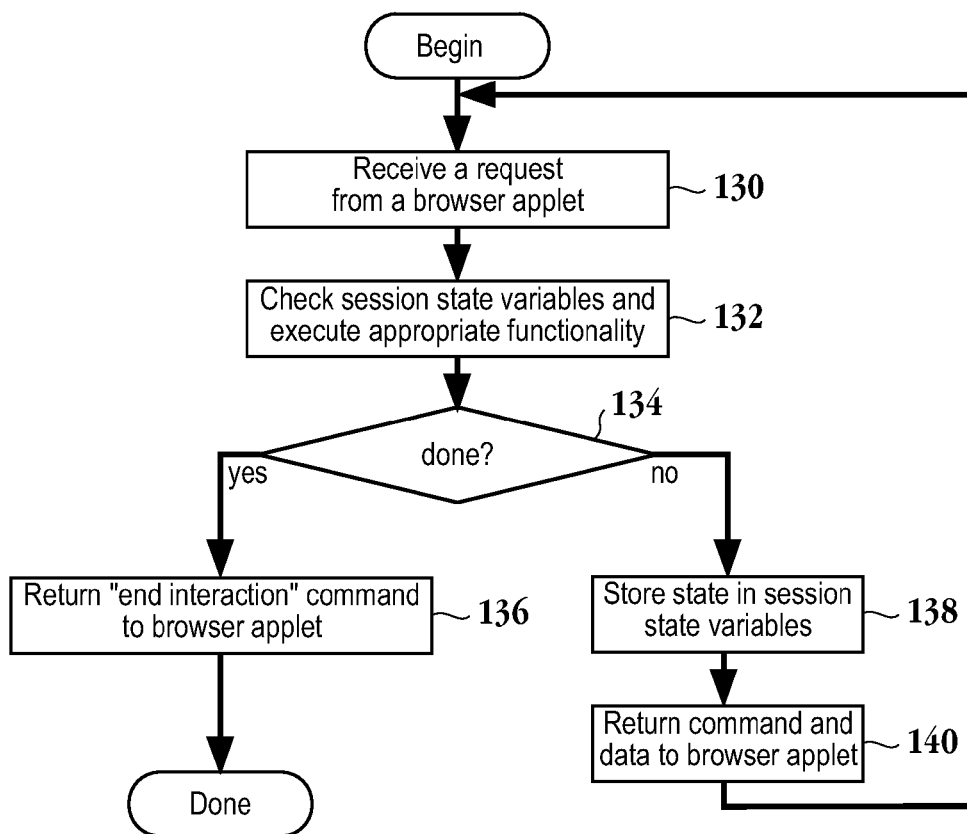 Begin
Receive a request
from a browser applet
130
Check session state variables and
execute appropriate functionality
132
134
done?
yes
no
Return "end interaction" command
to browser applet
136
Store state in session
state variables
138
Return command and
data to browser applet
140
Done